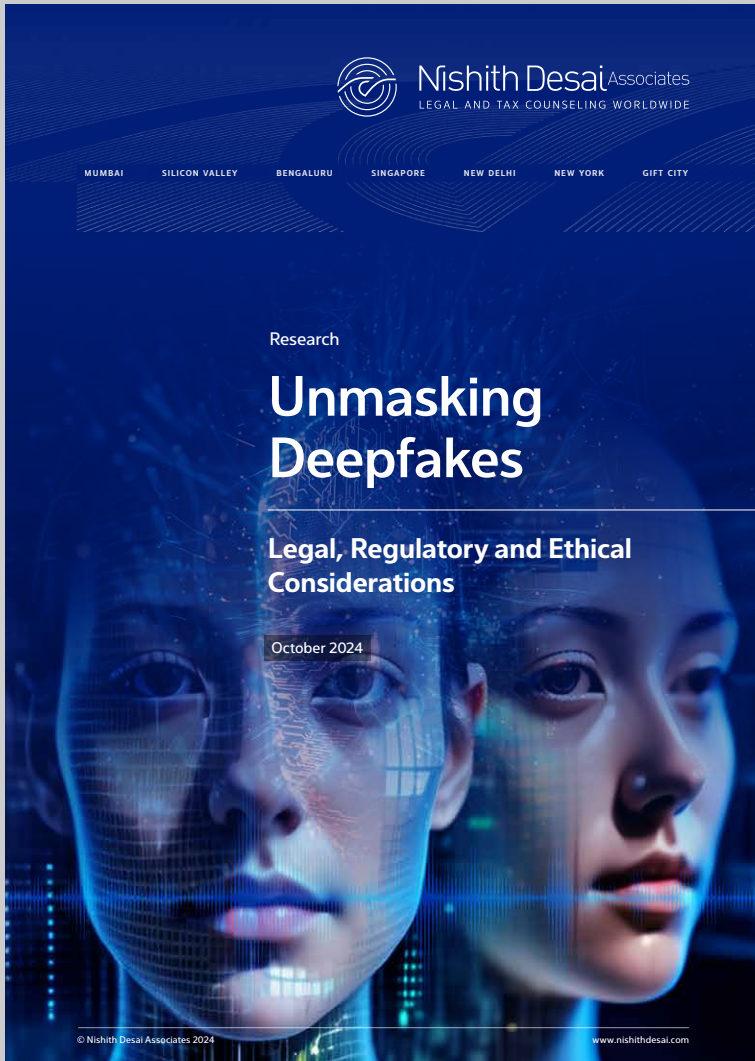 Nishith Desai Associates
LEGAL AND TAX COUNSELING WORLDWIDE
MUMBAI SILICON VALLEY BENGALURU SINGAPORE NEW DELHI NEW YORK GIFT CITY
Research
Unmasking
Deepfakes
Legal, Regulatory and Ethical
Considerations
October 2024
© Nishith Desai Associates 2024 www.nishithdesai.com